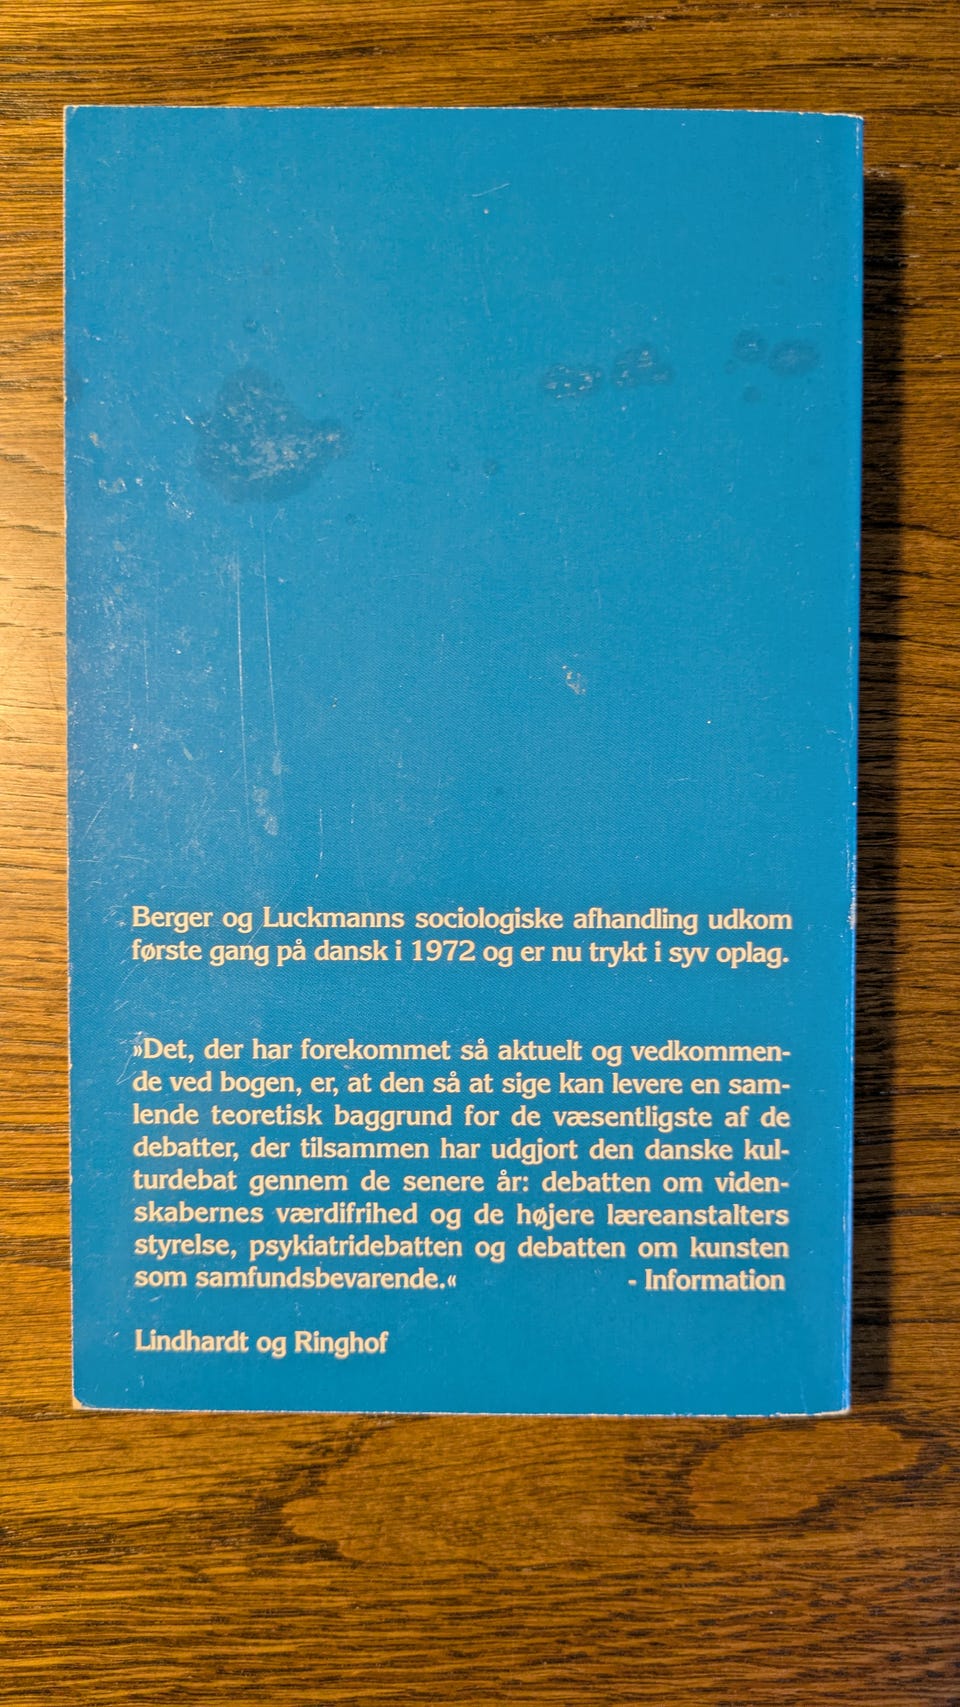 Berger og Luckmanns sociologiske afhandling udkom
første gang på dansk i 1972 og er nu trykt i syv oplag.
»Det, der har forekommet så aktuelt og vedkommen-
de ved bogen, er, at den så at sige kan levere en sam-
lende teoretisk baggrund for de væsentligste af de
debatter, der tilsammen har udgjort den danske kul-
turdebat gennem de senere år: debatten om viden-
skabernes værdifrihed og de højere læreanstalters
styrelse, psykiatridebatten og debatten om kunsten
som samfundsbevarende.« - Information
Lindhardt og Ringhof